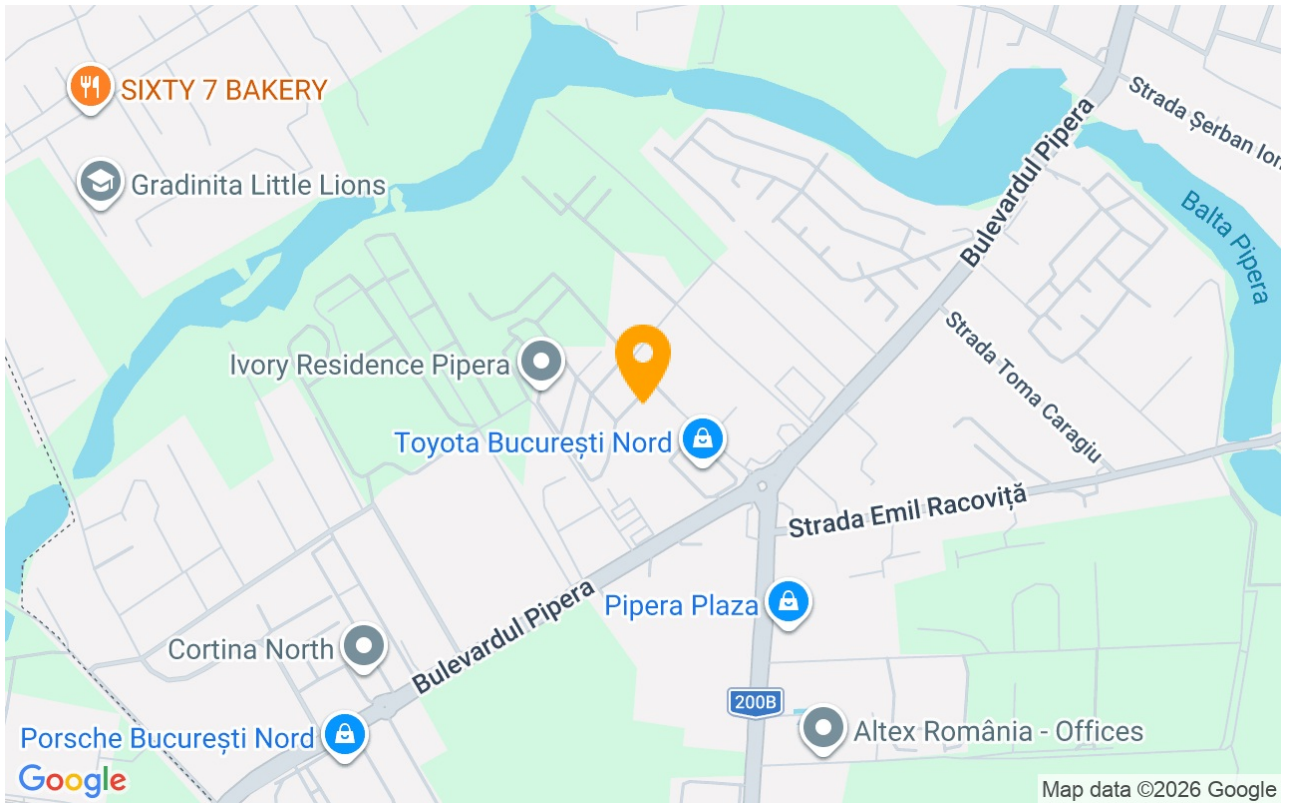 SIXTY 7 BAKERY
Strada Șerban Ion
Bulevardul Pipera
Gradinita Little Lions
Balta Pipera
Ivory Residence Pipera
Strada Toma Caragiu
Toyota București Nord
Strada Emil Racoviță
Bulevardul Pipera
Pipera Plaza
Cortina North
200B
Porsche București Nord
Altex România - Offices
Google
Map data ©2026 Google